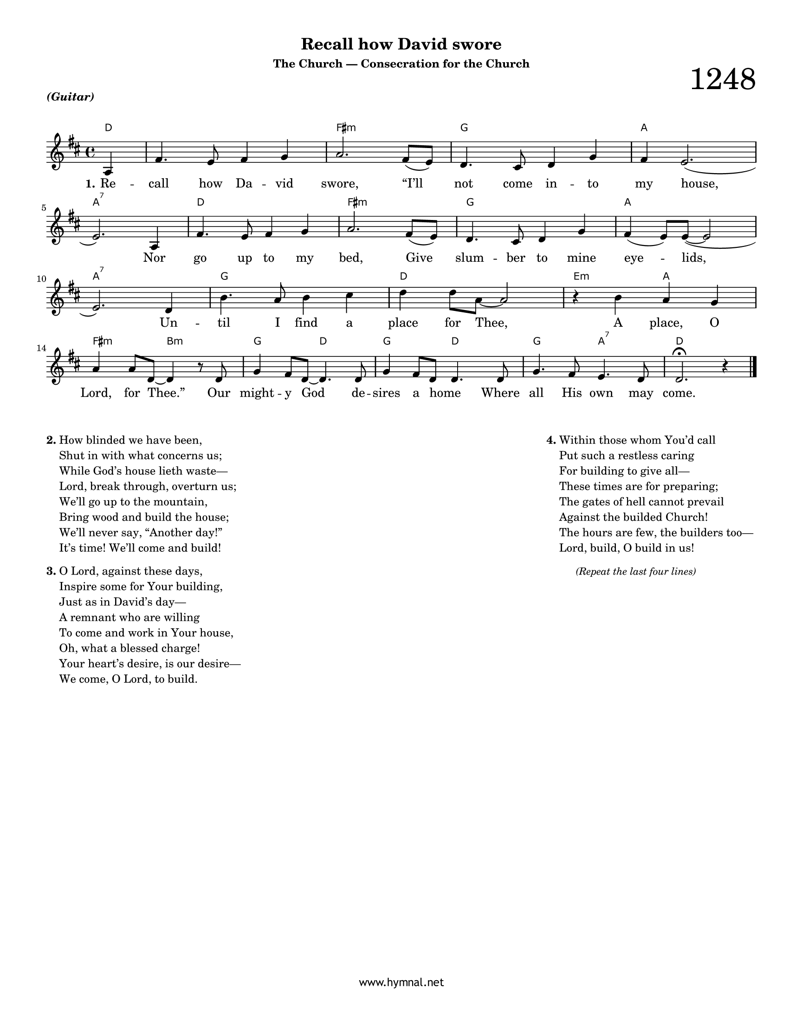 Recall how David swore
The Church — Consecration for the Church
1248
(Guitar)
D F♯m G A
1. Re - call how Da - vid swore, “I’ll not come in - to my house,
5 A7 D F♯m G A
Nor go up to my bed, Give slum - ber to mine eye - lids,
10 A7 G D Em
Un - til I find a place for Thee, A place, O
14 F♯m Bm G D G D G A7 D
Lord, for Thee.” Our might - y God de - sires a home Where all His own may come.
2. How blinded we have been,
Shut in with what concerns us;
While God’s house lieth waste—
Lord, break through, overturn us;
We’ll go up to the mountain,
Bring wood and build the house;
We’ll never say, “Another day!”
It’s time! We’ll come and build!
3. O Lord, against these days,
Inspire some for Your building,
Just as in David’s day—
A remnant who are willing
To come and work in Your house,
Oh, what a blessed charge!
Your heart’s desire, is our desire—
We come, O Lord, to build.
4. Within those whom You’d call
Put such a restless caring
For building to give all—
These times are for preparing;
The gates of hell cannot prevail
Against the builded Church!
The hours are few, the builders too—
Lord, build, O build in us!
(Repeat the last four lines)
www.hymnal.net